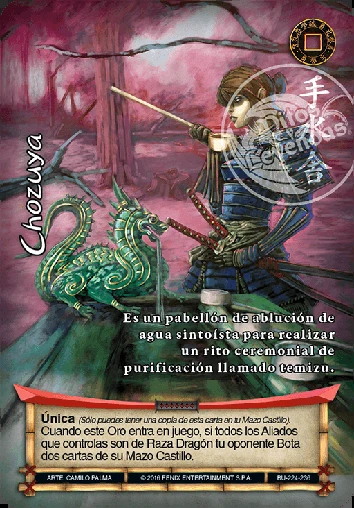 手水舎
Chozuya
Es un pabellón de ablución de
agua sintoísta para realizar
un rito ceremonial de
purificación llamado temizu.
Única (Sólo puedes tener una copia de esta carta en tu Mazo Castillo).
Cuando este Oro entra en juego, si todos los Aliados
que controlas son de Raza Dragón tu oponente Bota
dos cartas de su Mazo Castillo.
ARTE: CAMILO PALMA
© 2016 FENIX ENTERTAINMENT S.P.A.